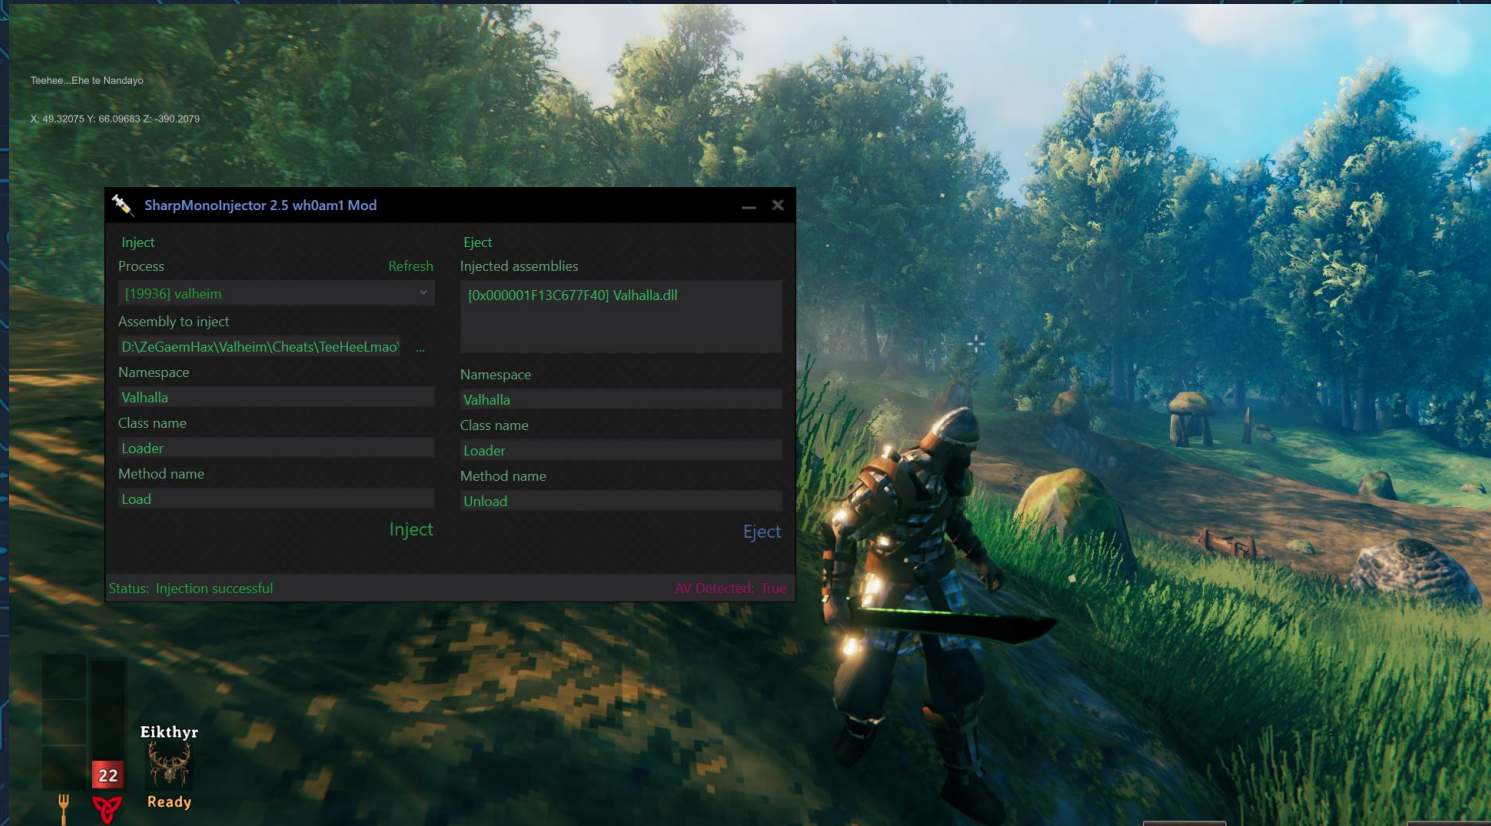 Teehee...Ehe te Nandayo
X: 49.32075 Y: 66.09683 Z: -390.2079
SharpMonoInjector 2.5 wh0am1 Mod
Inject
Process
Refresh
[19936] valheim
Assembly to inject
D:\ZeGaemHax\Valheim\Cheats\TeeHeeLmao\
...
Namespace
Valhalla
Class name
Loader
Method name
Load
Inject
Eject
Injected assemblies
[0x000001F13C677F40] Valhalla.dll
Namespace
Valhalla
Class name
Loader
Method name
Unload
Eject
Status: Injection successful
AV Detected: True
22
Eikthyr
Ready